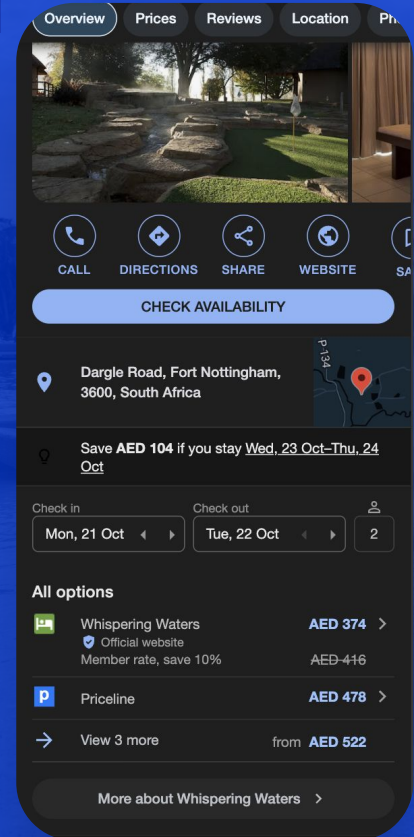 Overview Prices Reviews Location
CALL DIRECTIONS SHARE WEBSITE
CHECK AVAILABILITY
Dargle Road, Fort Nottingham,
3600, South Africa
P 134
Save AED 104 if you stay Wed, 23 Oct–Thu, 24
Oct
Check in Check out
Mon, 21 Oct Tue, 22 Oct 2
All options
Whispering Waters AED 374
Official website
Member rate, save 10% AED 416
p Priceline AED 478
View 3 more from AED 522
More about Whispering Waters